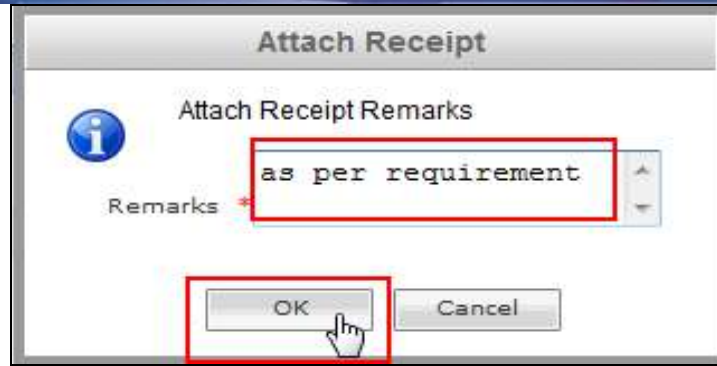 Attach Receipt
Attach Receipt Remarks
as per requirement
Remarks *
OK Cancel